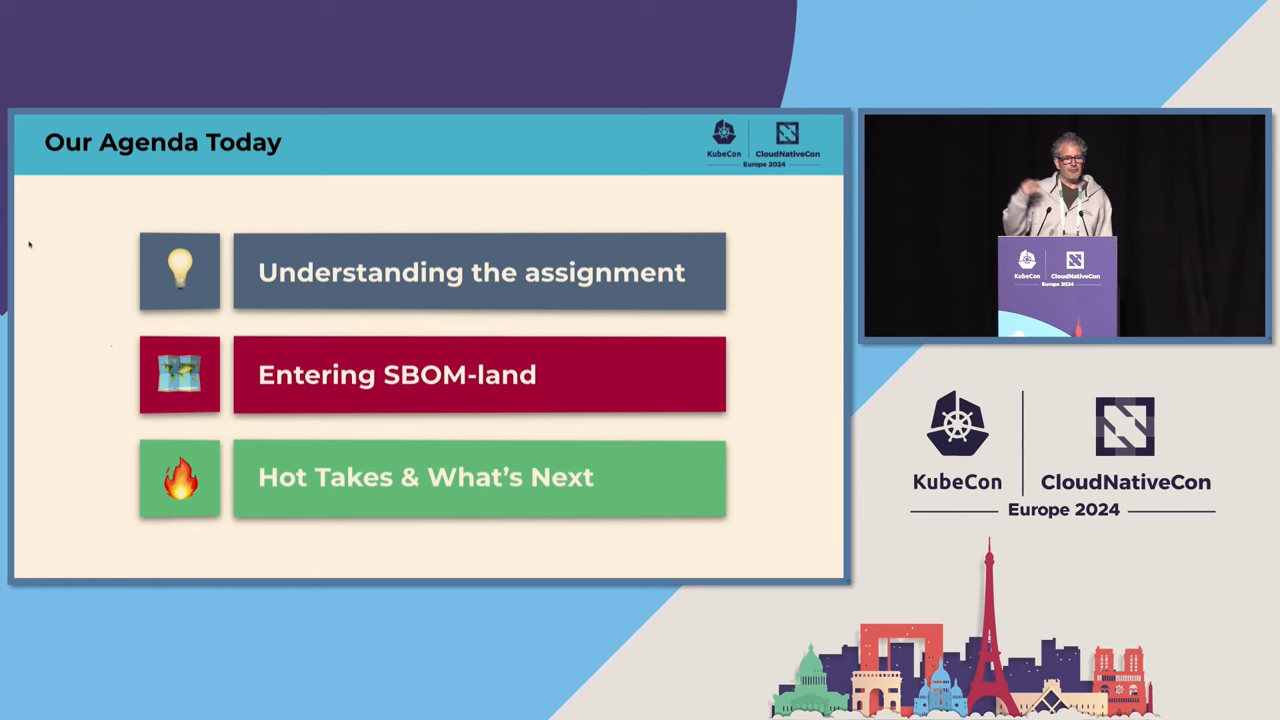 Our Agenda Today
KubeCon
CloudNativeCon
Europe 2024
Understanding the assignment
Entering SBOM-land
Hot Takes & What's Next
KubeCon
CloudNativeCon
Europe 2024
KubeCon
CloudNativeCon
Europe 2024